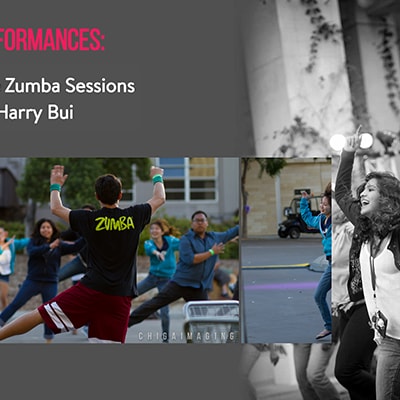 FORMANCES:
Zumba Sessions
Harry Bui
ZUMBA
CHIGAIMAGING